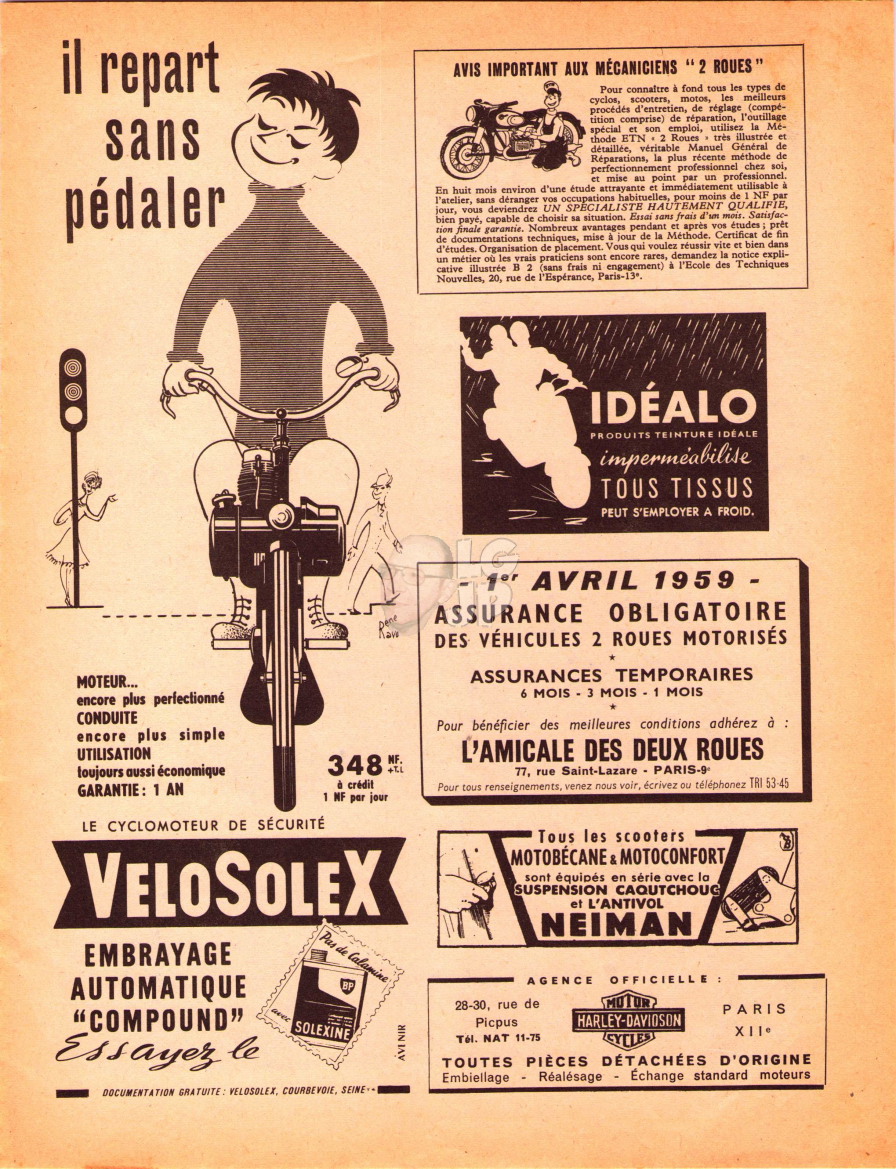 il repart
sans
pédaler
MOTEUR...
encore plus perfectionné
CONDUITE
encore plus simple
UTILISATION
toujours aussi économique
GARANTIE : 1 AN
348 NF.
+T.L
à crédit
1 NF par jour
René Ravo
LE CYCLOMOTEUR DE SÉCURITÉ
VELOSOLEX
EMBRAYAGE
AUTOMATIQUE
"COMPOUND"
Essayez le
Pas de Calamine
avec
BP
SOLEXINE
AVENIR
DOCUMENTATION GRATUITE : VELOSOLEX, COURBEVOIE, SEINE
AVIS IMPORTANT AUX MÉCANICIENS "2 ROUES"
Pour connaître à fond tous les types de
cyclos, scooters, motos, les meilleurs
procédés d'entretien, de réglage (compé-
tition comprise) de réparation, l'outillage
spécial et son emploi, utilisez la Mé-
thode ETN « 2 Roues » très illustrée et
détaillée, véritable Manuel Général de
Réparations, la plus récente méthode de
perfectionnement professionnel chez soi,
et mise au point par un professionnel.
En huit mois environ d'une étude attrayante et immédiatement utilisable à
l'atelier, sans déranger vos occupations habituelles, pour moins de 1 NF par
jour, vous deviendrez UN SPÉCIALISTE HAUTEMENT QUALIFIE,
bien payé, capable de choisir sa situation. Essai sans frais d'un mois. Satisfac-
tion finale garantie. Nombreux avantages pendant et après vos études ; prêt
de documentations techniques, mise à jour de la Méthode. Certificat de fin
d'études. Organisation de placement. Vous qui voulez réussir vite et bien dans
un métier où les vrais praticiens sont encore rares, demandez la notice expli-
cative illustrée B 2 (sans frais ni engagement) à l'Ecole des Techniques
Nouvelles, 20, rue de l'Espérance, Paris-13e.
IDÉALO
PRODUITS TEINTURE IDÉALE
imperméabilise
TOUS TISSUS
PEUT S'EMPLOYER A FROID.
LG
JB
- 1er AVRIL 1959 -
ASSURANCE OBLIGATOIRE
DES VÉHICULES 2 ROUES MOTORISÉS
ASSURANCES TEMPORAIRES
6 MOIS - 3 MOIS - 1 MOIS
Pour bénéficier des meilleures conditions adhérez à :
L'AMICALE DES DEUX ROUES
77, rue Saint-Lazare - PARIS-9e
Pour tous renseignements, venez nous voir, écrivez ou téléphonez TRI 53-45
Tous les scooters
MOTOBÉCANE & MOTOCONFORT
sont équipés en série avec la
SUSPENSION CAOUTCHOUC
et L'ANTIVOL
NEIMAN
AGENCE OFFICIELLE :
28-30, rue de
Picpus
Tél. NAT 11-75
MOTOR
HARLEY-DAVIDSON
CYCLES
PARIS
XIIe
TOUTES PIÈCES DÉTACHÉES D'ORIGINE
Embiellage - Réalésage - Échange standard moteurs